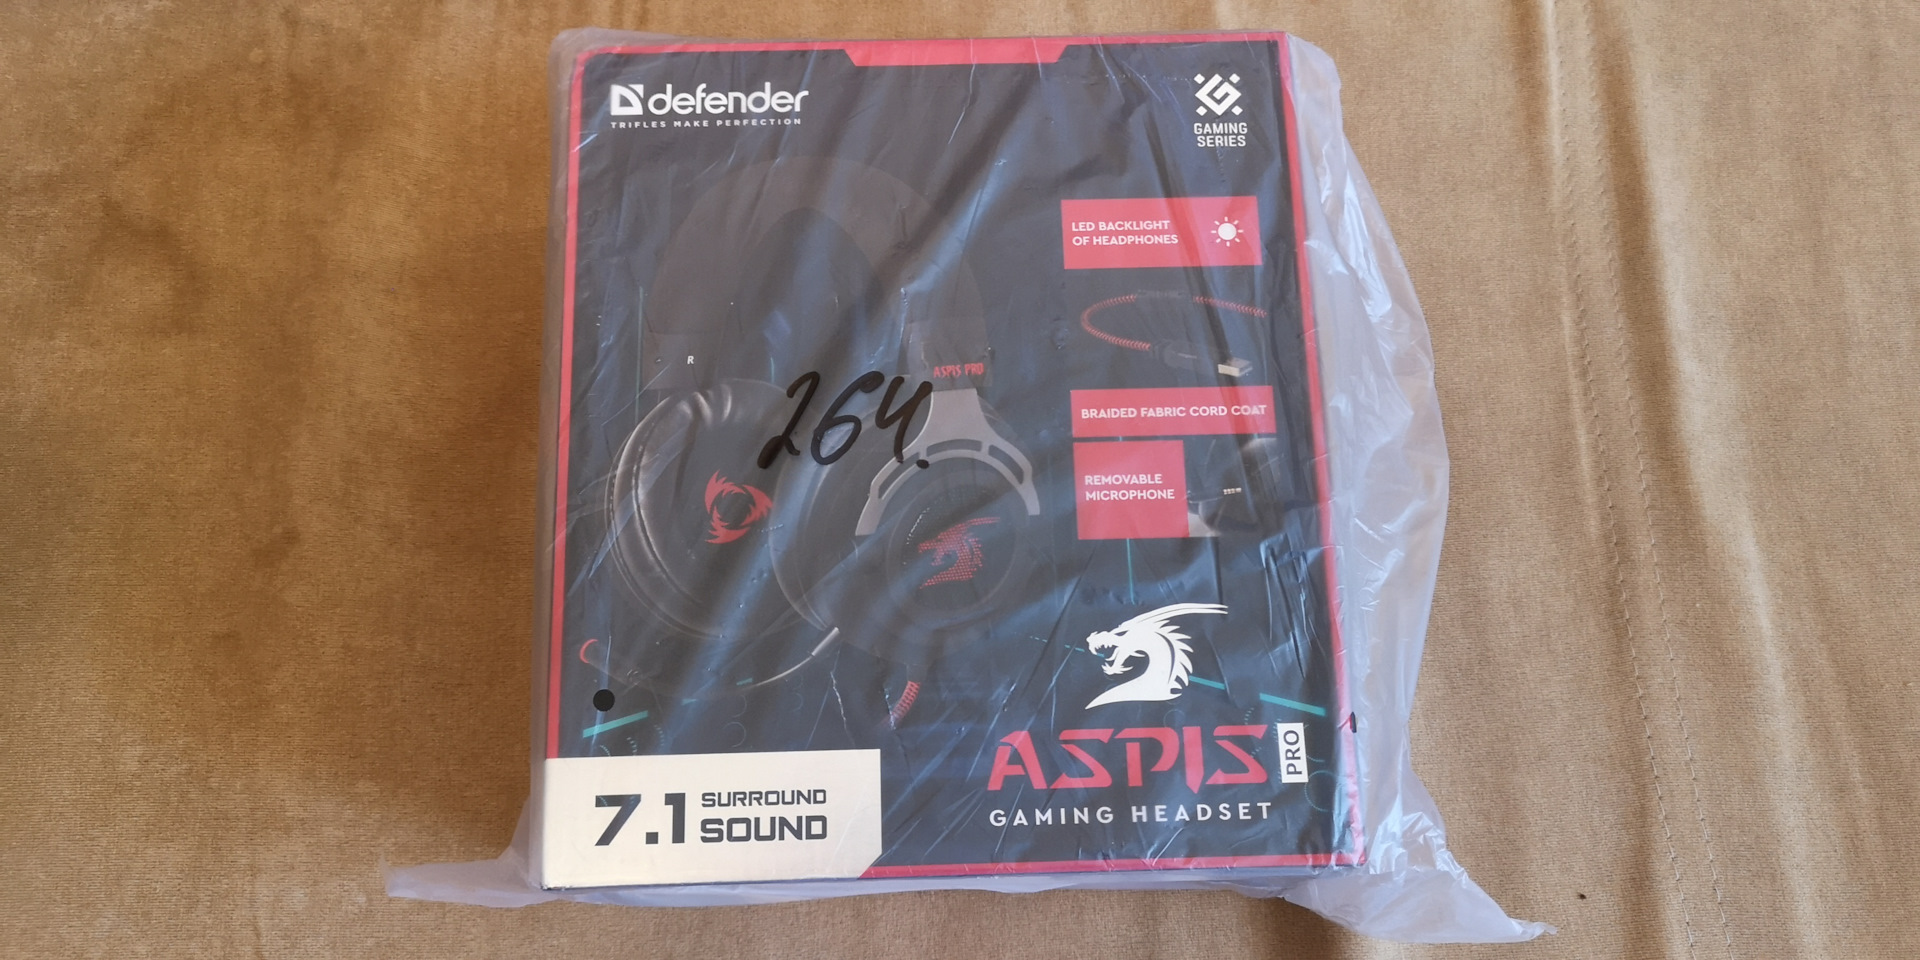 defender
TRIFLES MAKE PERFECTION
GAMING
SERIES
LED BACKLIGHT
OF HEADPHONES
R
ASPIS PRO
264.
BRAIDED FABRIC CORD COAT
REMOVABLE
MICROPHONE
ASPIS
PRO
GAMING HEADSET
7.1
SURROUND
SOUND